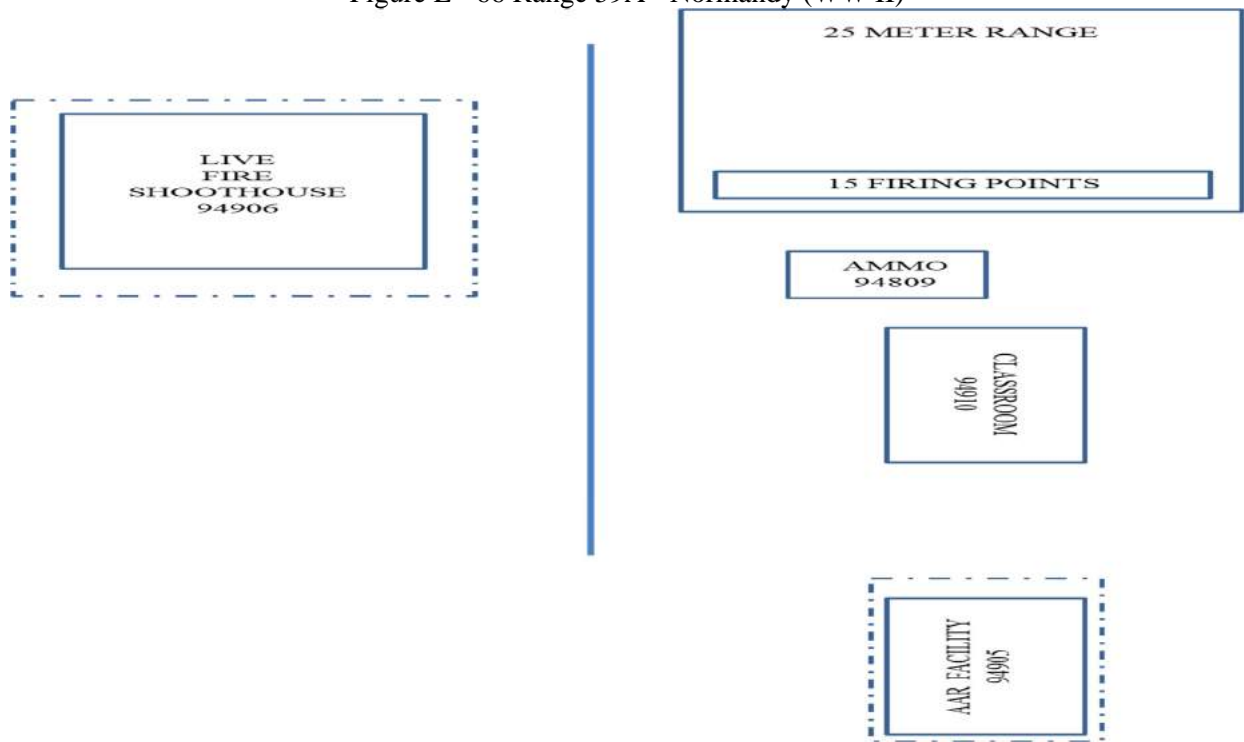 25 METER RANGE
LIVE
FIRE
SHOOTHOUSE
94906
15 FIRING POINTS
AMMO
94809
CLASSROOM
94910
AAR FACILITY
94905